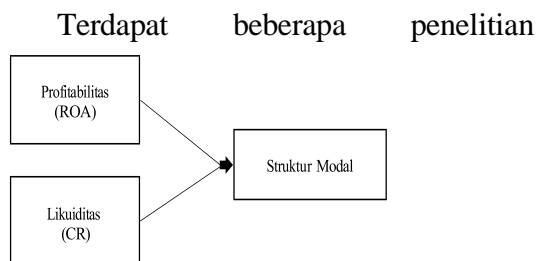 Terdapat beberapa penelitian
Profitabilitas
(ROA)
Struktur Modal
Likuiditas
(CR)